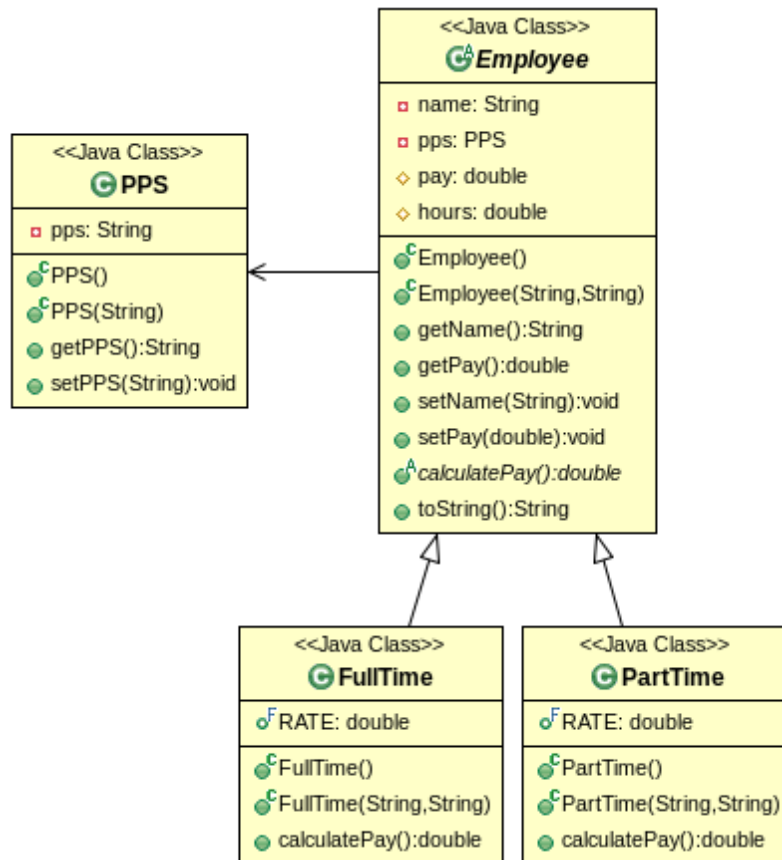 <<Java Class>>
Employee
name: String
pps: PPS
pay: double
hours: double
Employee()
Employee(String,String)
getName():String
getPay():double
setName(String):void
setPay(double):void
calculatePay():double
toString():String
<<Java Class>>
PPS
pps: String
PPS()
PPS(String)
getPPS():String
setPPS(String):void
<<Java Class>>
FullTime
RATE: double
FullTime()
FullTime(String,String)
calculatePay():double
<<Java Class>>
PartTime
RATE: double
PartTime()
PartTime(String,String)
calculatePay():double